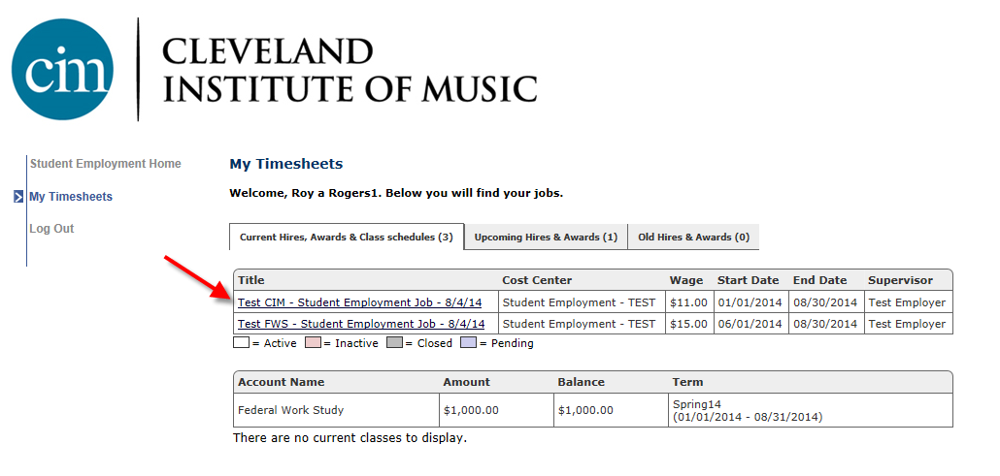 cim
CLEVELAND
INSTITUTE OF MUSIC
Student Employment Home
My Timesheets
Log Out
My Timesheets
Welcome, Roy a Rogers1. Below you will find your jobs.
Current Hires, Awards & Class schedules (3) Upcoming Hires & Awards (1) Old Hires & Awards (0)
Title Cost Center Wage Start Date End Date Supervisor
Test CIM - Student Employment Job - 8/4/14 Student Employment - TEST $11.00 01/01/2014 08/30/2014 Test Employer
Test FWS - Student Employment Job - 8/4/14 Student Employment - TEST $15.00 06/01/2014 08/30/2014 Test Employer
= Active = Inactive = Closed = Pending
Account Name Amount Balance Term
Federal Work Study $1,000.00 $1,000.00 Spring14
(01/01/2014 - 08/31/2014)
There are no current classes to display.